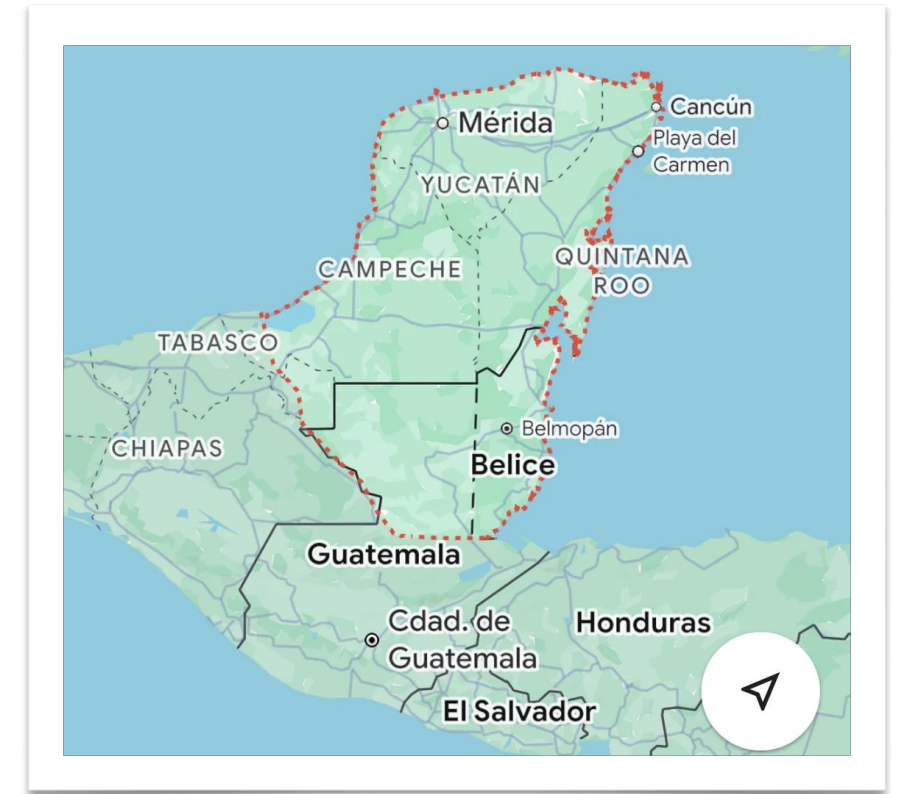 Cancún
Mérida
Playa del
Carmen
YUCATÁN
QUINTANA
ROO
CAMPECHE
TABASCO
Belmopán
CHIAPAS
Belice
Guatemala
Cdad. de
Guatemala
Honduras
El Salvador